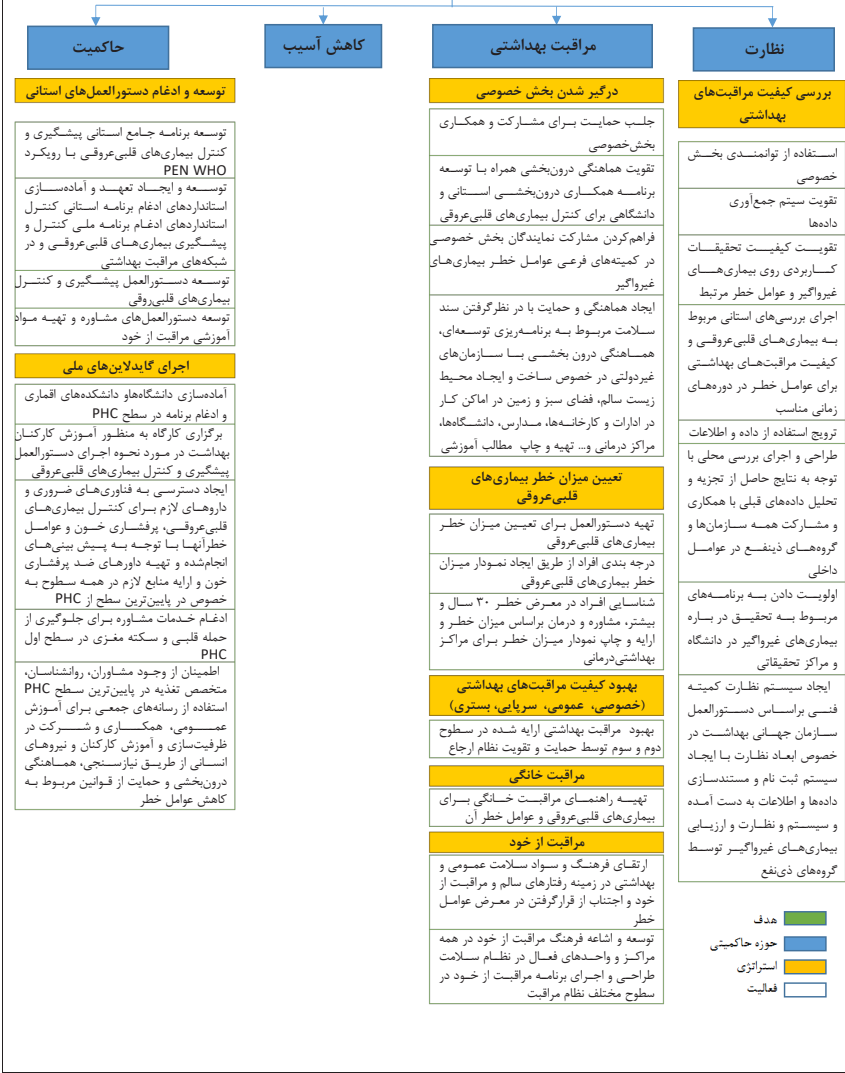 نظارت
بررسی کیفیت مراقبت‌های
بهداشتی
استفاده از توانمندی بخش
خصوصی
تقویت سیتم جمع‌آوری
داده‌ها
تقویت کیفیت تحقیقات
کاربردی روی بیماری‌های
غیرواگیر و عوامل خطر مرتبط
اجرای بررسی‌های استانی مربوط
به بیماری‌های قلبی‌عروقی و
کیفیت مراقبت‌های بهداشتی
برای عوامل خطر در دوره‌های
زمانی مناسب
ترویج استفاده از داده و اطلاعات
طراحی و اجرای بررسی محلی با
توجه به نتایج حاصل از تجزیه و
تحلیل داده‌های قبلی با همکاری
و مشارکت همه سازمان‌ها و
گروه‌های ذینفع در عوامل
داخلی
اولویت دادن به برنامه‌های
مربوط به تحقیق در باره
بیماری‌های غیرواگیر در دانشگاه
و مراکز تحقیقاتی
ایجاد سیستم نظارت کمیته
فنی براساس دستورالعمل
سازمان جهانی بهداشت در
خصوص ابعاد نظارت با ایجاد
سیستم ثبت نام و مستندسازی
داده‌ها و اطلاعات به دست آمده
و سیستم و نظارت و ارزیابی
بیماری‌های غیرواگیر توسط
گروه‌های ذی‌نفع
مراقبت بهداشتی
درگیر شدن بخش خصوصی
جلب حمایت برای مشارکت و همکاری
بخش‌خصوصی
تقویت هماهنگی درون‌بخشی همراه با توسعه
برنامه همکاری درون‌بخشی استانی و
دانشگاهی برای کنترل بیماری‌های قلبی‌عروقی
فراهم‌کردن مشارکت نمایندگان بخش خصوصی
در کمیته‌های فرعی عوامل خطر بیماری‌های
غیرواگیر
ایجاد هماهنگی و حمایت با در نظرگرفتن سند
سلامت مربوط به برنامه‌ریزی توسعه‌ای،
هماهنگی درون بخشی با سازمان‌های
غیردولتی در خصوص ساخت و ایجاد محیط
زیست سالم، فضای سبز و زمین در اماکن کار
در ادارات و کارخانه‌ها، مدارس، دانشگاه‌ها،
مراکز درمانی و... تهیه و چاپ مطالب آموزشی
تعیین میزان خطر بیماری‌های
قلبی‌عروقی
تهیه دستورالعمل برای تعیین میزان خطر
بیماری‌های قلبی‌عروقی
درجه بندی افراد از طریق ایجاد نمودار میزان
خطر بیماری‌های قلبی‌عروقی
شناسایی افراد در معرض خطر ۳۰ سال و
بیشتر، مشاوره و درمان براساس میزان خطر و
ارایه و چاپ نمودار میزان خطر برای مراکز
بهداشتی‌درمانی
بهبود کیفیت مراقبت‌های بهداشتی
(خصوصی، عمومی، سرپایی، بستری)
بهبود مراقبت بهداشتی ارایه شده در سطوح
دوم و سوم توسط حمایت و تقویت نظام ارجاع
مراقبت خانگی
تهیه راهنمای مراقبت خانگی برای
بیماری‌های قلبی‌عروقی و عوامل خطر آن
مراقبت از خود
ارتقای فرهنگ و سواد سلامت عمومی و
بهداشتی در زمینه رفتارهای سالم و مراقبت از
خود و اجتناب از قرارگرفتن در معرض عوامل
خطر
توسعه و اشاعه فرهنگ مراقبت از خود در همه
مراکز و واحدهای فعال در نظام سلامت
طراحی و اجرای برنامه مراقبت از خود در
سطوح مختلف نظام مراقبت
کاهش آسیب
حاکمیت
توسعه و ادغام دستورالعمل‌های استانی
توسعه برنامه جامع استانی پیشگیری و
کنترل بیماری‌های قلبی‌عروقی با رویکرد
PEN WHO
توسعه و ایجاد تعهد و آماده‌سازی
استانداردهای ادغام برنامه استانی کنترل
استانداردهای ادغام برنامه ملی کنترل و
پیشگیری بیماری‌های قلبی‌عروقی و در
شبکه‌های مراقبت بهداشتی
توسعه دستورالعمل پیشگیری و کنترل
بیماری‌های قلبی‌روقی
توسعه دستورالعمل‌های مشاوره و تهیه مواد
آموزشی مراقبت از خود
اجرای گایدلاین‌های ملی
آماده‌سازی دانشگاه‌هاو دانشکده‌های اقماری
و ادغام برنامه در سطح PHC
برگزاری کارگاه به منظور آموزش کارکنان
بهداشت در مورد نحوه اجرای دستورالعمل
پیشگیری و کنترل بیماری‌های قلبی‌عروقی
ایجاد دسترسی به فناوری‌های ضروری و
داروهای لازم برای کنترل بیماری‌های
قلبی‌عروقی، پرفشاری خون و عوامل
خطرآنها با توجه به پیش بینی‌های
انجام‌شده و تهیه داورهای ضد پرفشاری
خون و ارایه منابع لازم در همه سطوح به
خصوص در پایین‌ترین سطح از PHC
ادغام خدمات مشاوره برای جلوگیری از
حمله قلبی و سکته مغزی در سطح اول
PHC
اطمینان از وجود مشاوران، روانشناسان،
متخصص تغذیه در پایین‌ترین سطح PHC
استفاده از رسانه‌های جمعی برای آموزش
عمومی، همکاری و شرکت در
ظرفیت‌سازی و آموزش کارکنان و نیروهای
انسانی از طریق نیازسنجی، هماهنگی
درون‌بخشی و حمایت از قوانین مربوط به
کاهش عوامل خطر
هدف
حوزه حاکمیتی
استراتژی
فعالیت